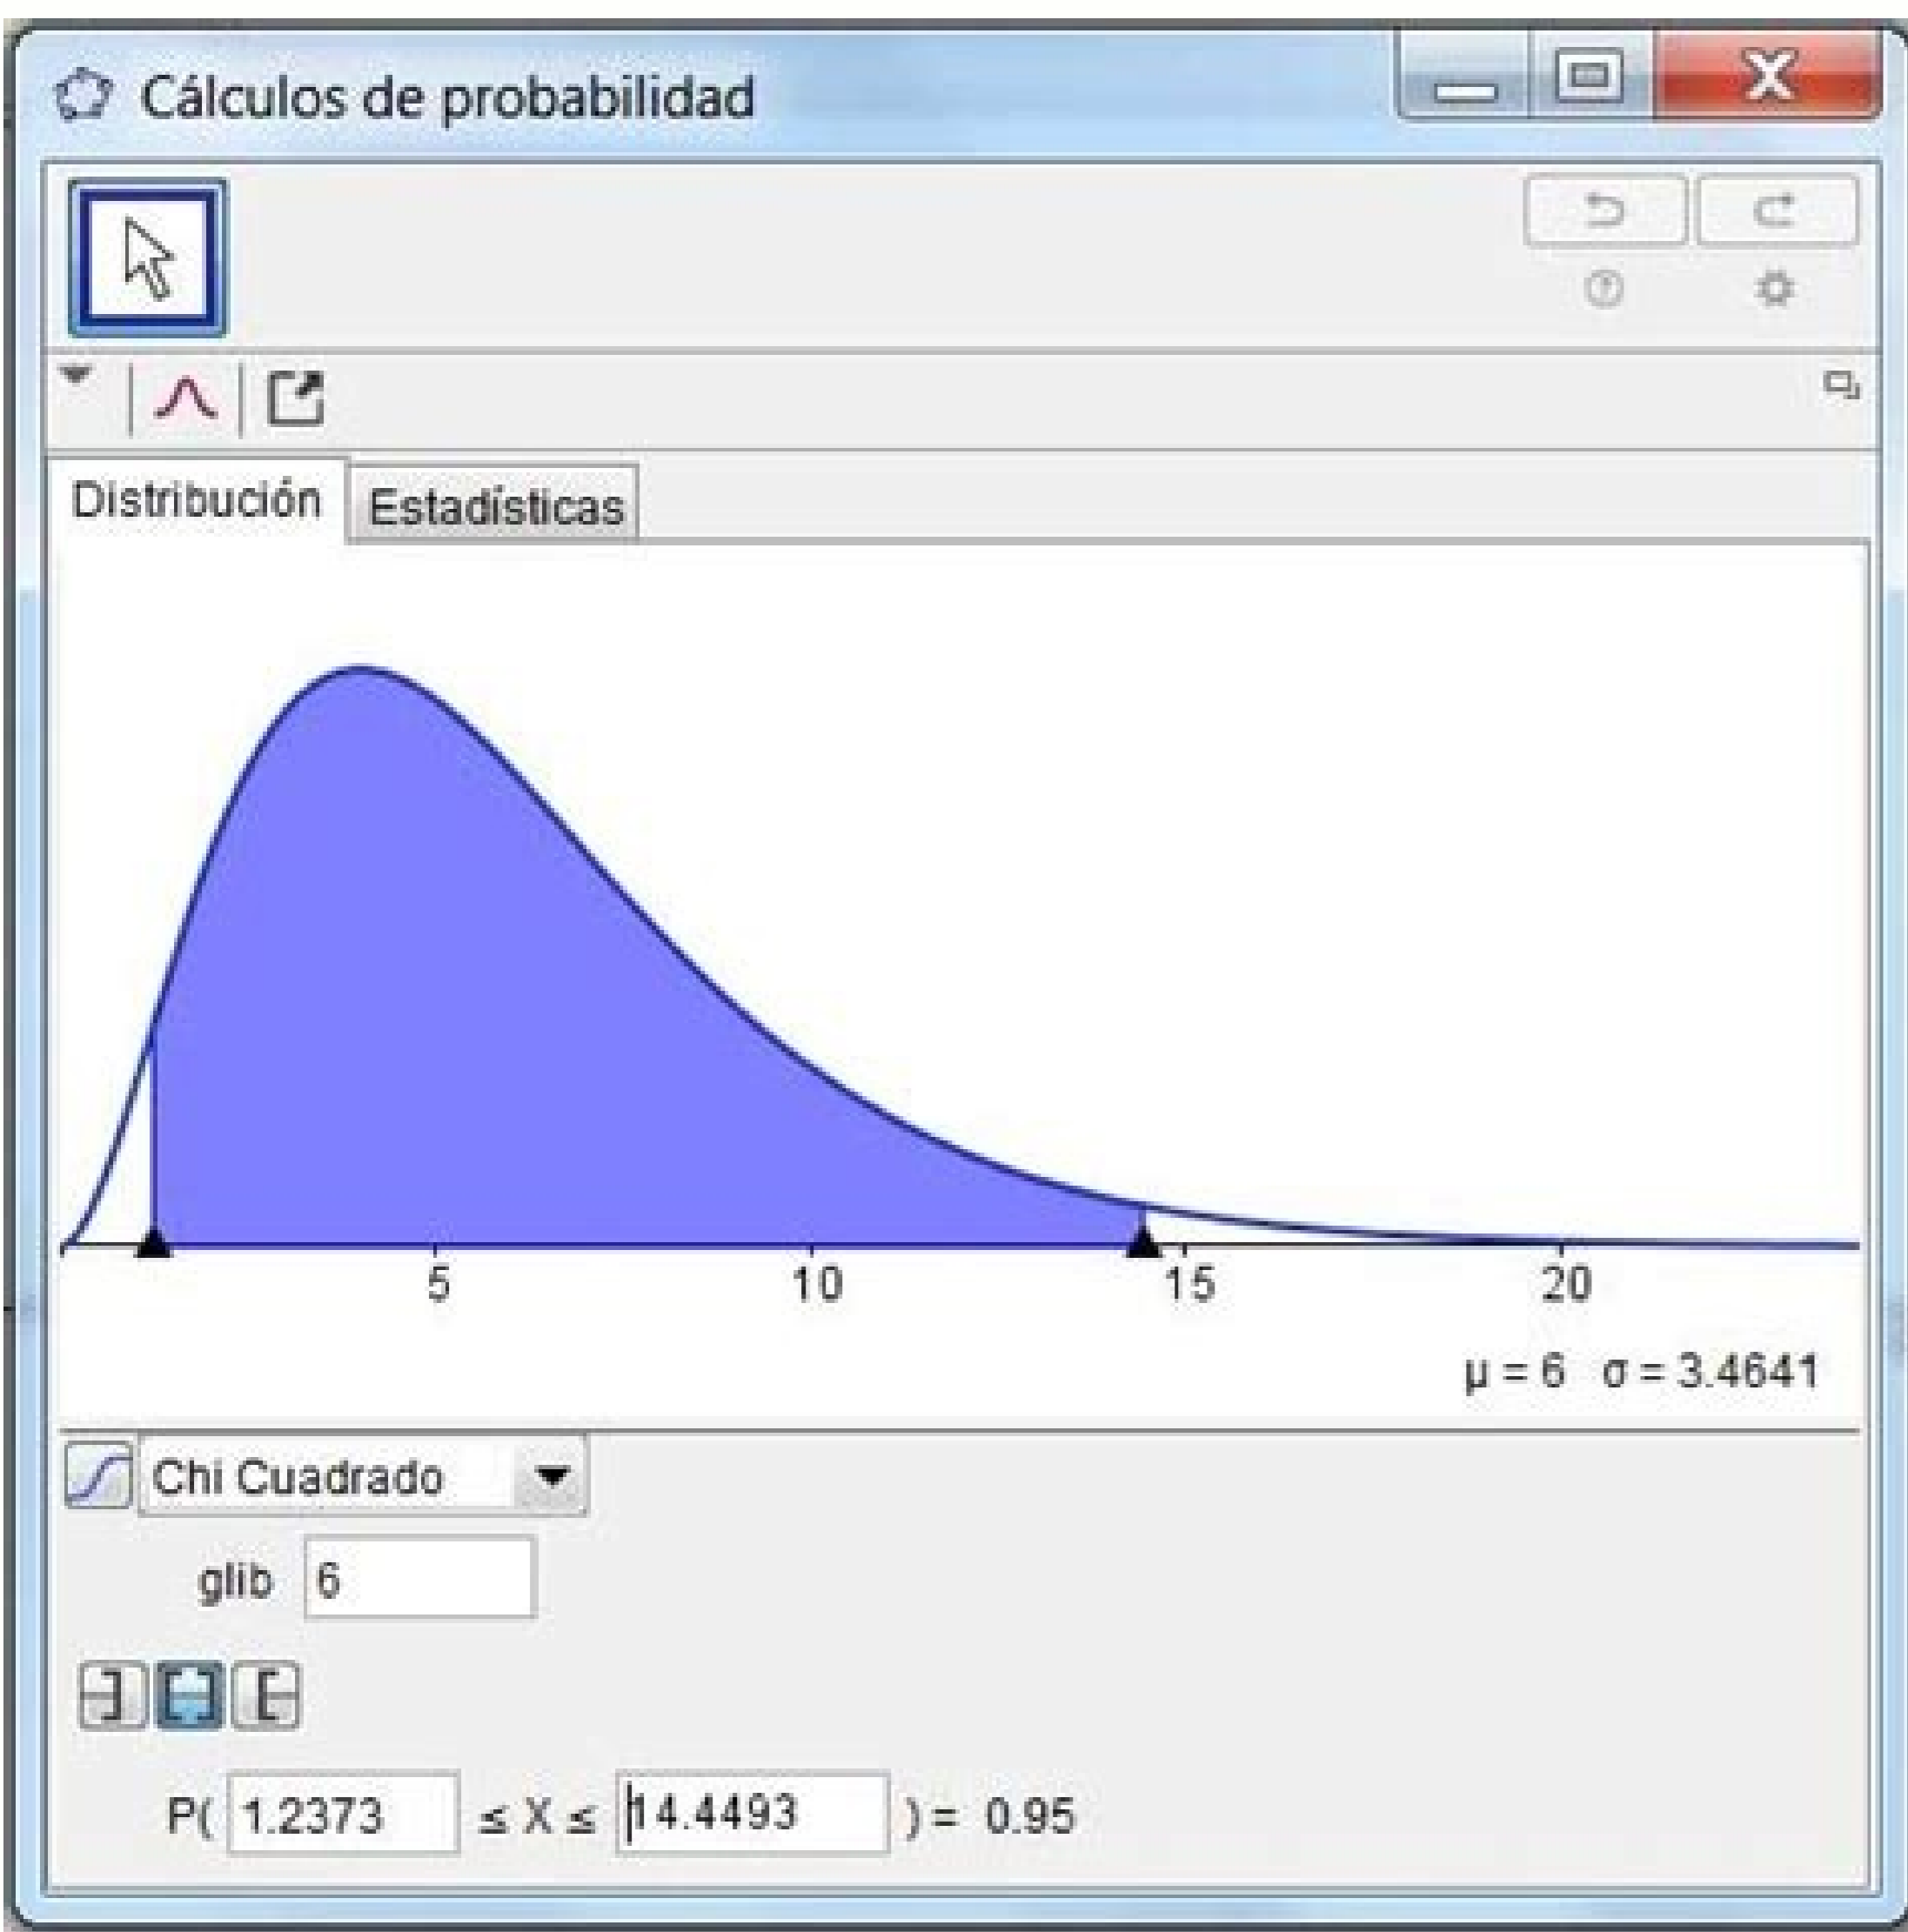 Cálculos de probabilidad
Distribución Estadísticas
5 10 15 20
μ = 6 σ = 3.4641
Chi Cuadrado
glib 6
P( 1.2373 ≤ X ≤ 14.4493 ) = 0.95